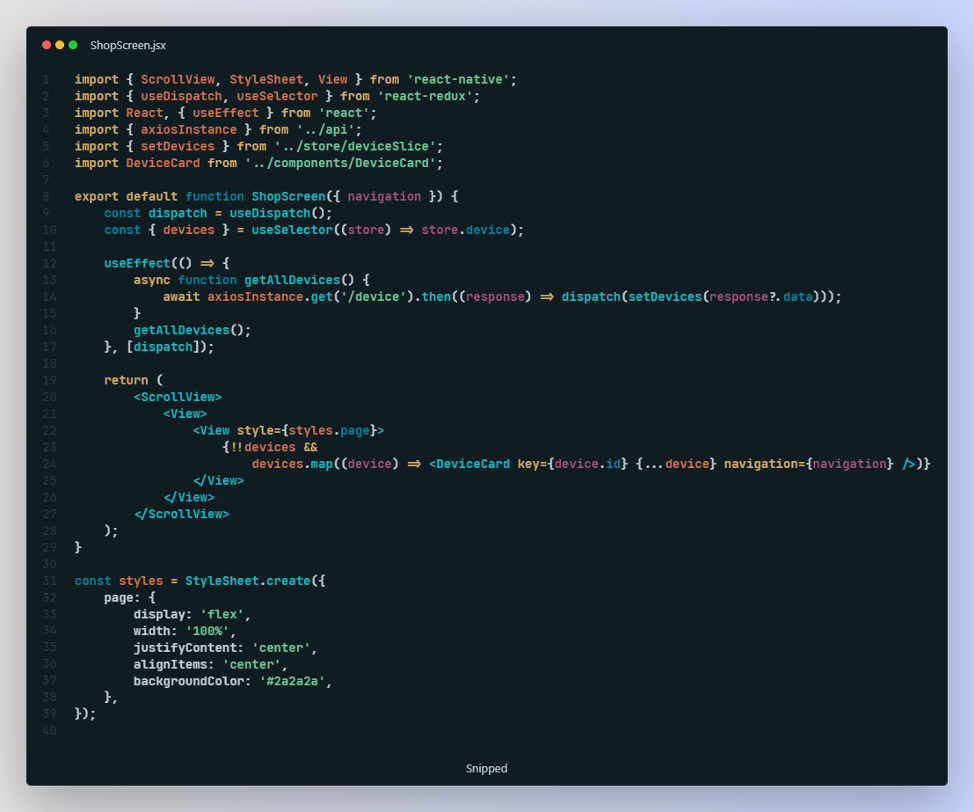 ShopScreen.jsx
1 import { ScrollView, StyleSheet, View } from 'react-native';
2 import { useDispatch, useSelector } from 'react-redux';
3 import React, { useEffect } from 'react';
4 import { axiosInstance } from '../api';
5 import { setDevices } from '../store/deviceSlice';
6 import DeviceCard from '../components/DeviceCard';
7
8 export default function ShopScreen({ navigation }) {
9     const dispatch = useDispatch();
10     const { devices } = useSelector((store) => store.device);
11
12     useEffect(() => {
13         async function getAllDevices() {
14             await axiosInstance.get('/device').then((response) => dispatch(setDevices(response?.data)));
15         }
16         getAllDevices();
17     }, [dispatch]);
18
19     return (
20         <ScrollView>
21             <View>
22                 <View style={styles.page}>
23                     {!!devices &&
24                         devices.map((device) => <DeviceCard key={device.id} {...device} navigation={navigation} />)}
25                 </View>
26             </View>
27         </ScrollView>
28     );
29 }
30
31 const styles = StyleSheet.create({
32     page: {
33         display: 'flex',
34         width: '100%',
35         justifyContent: 'center',
36         alignItems: 'center',
37         backgroundColor: '#2a2a2a',
38     },
39 });
40
Snipped